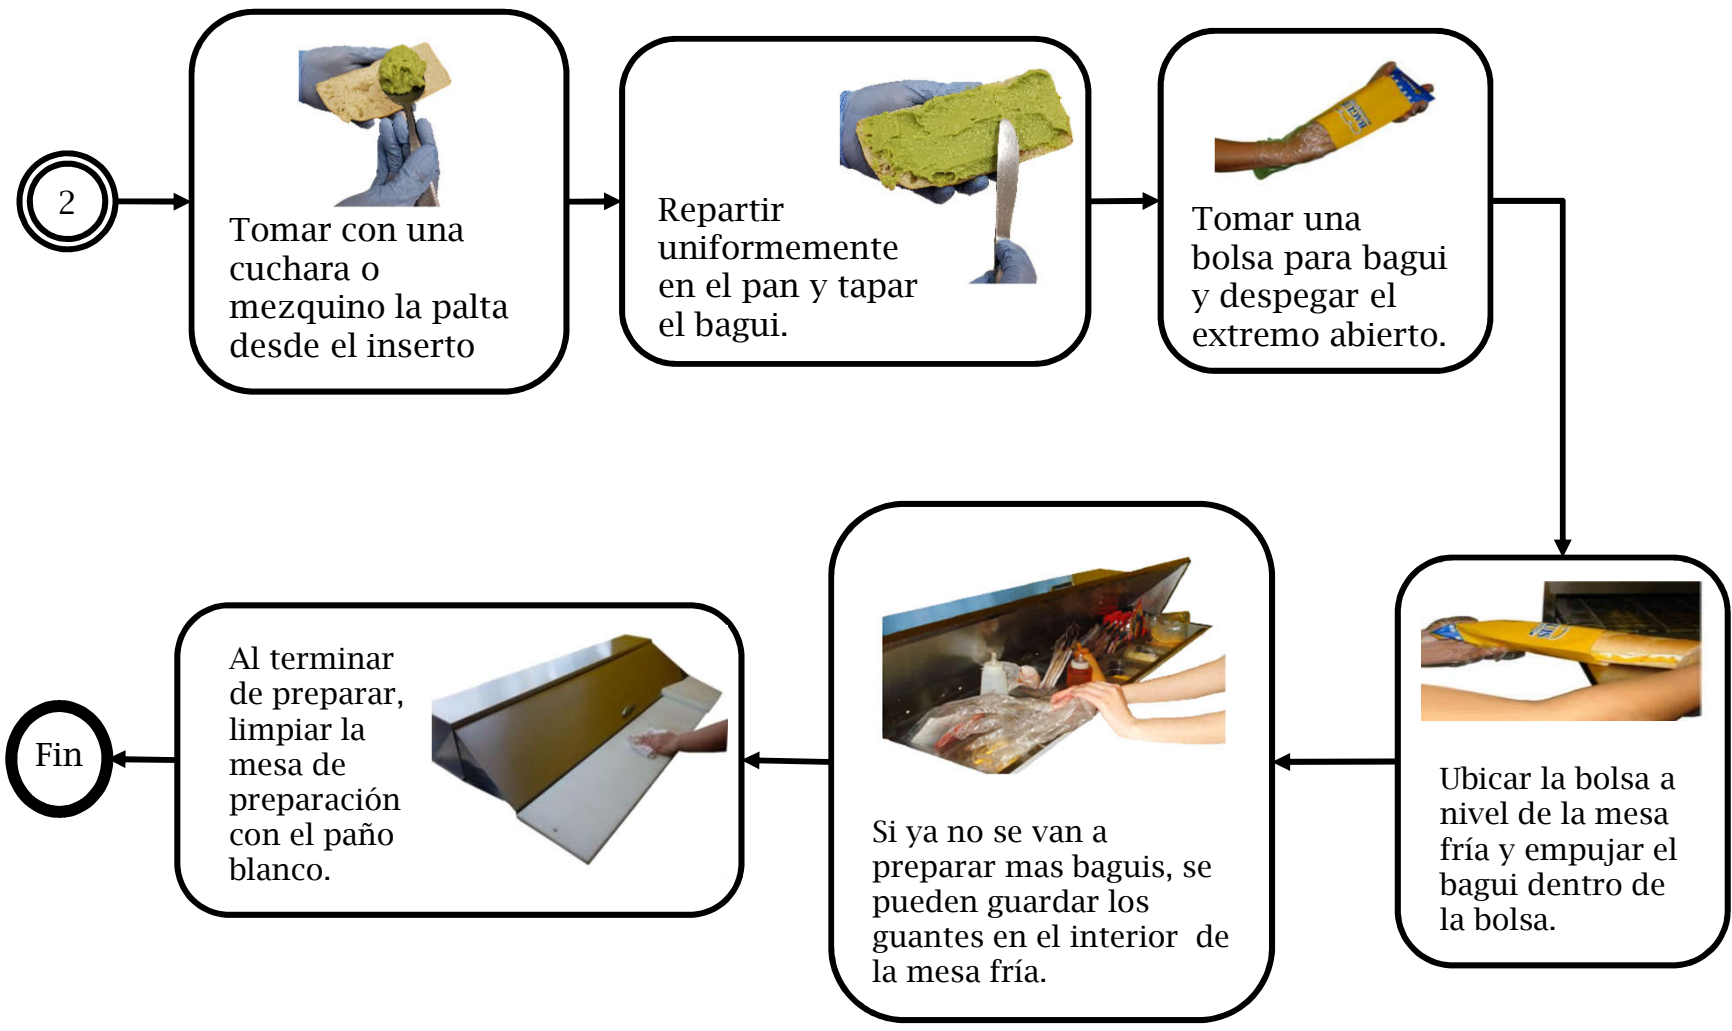 2
Tomar con una
cuchara o
mezquino la palta
desde el inserto
Repartir
uniformemente
en el pan y tapar
el bagui.
Tomar una
bolsa para bagui
y despegar el
extremo abierto.
Ubicar la bolsa a
nivel de la mesa
fría y empujar el
bagui dentro de
la bolsa.
Si ya no se van a
preparar mas baguis, se
pueden guardar los
guantes en el interior de
la mesa fría.
Al terminar
de preparar,
limpiar la
mesa de
preparación
con el paño
blanco.
Fin